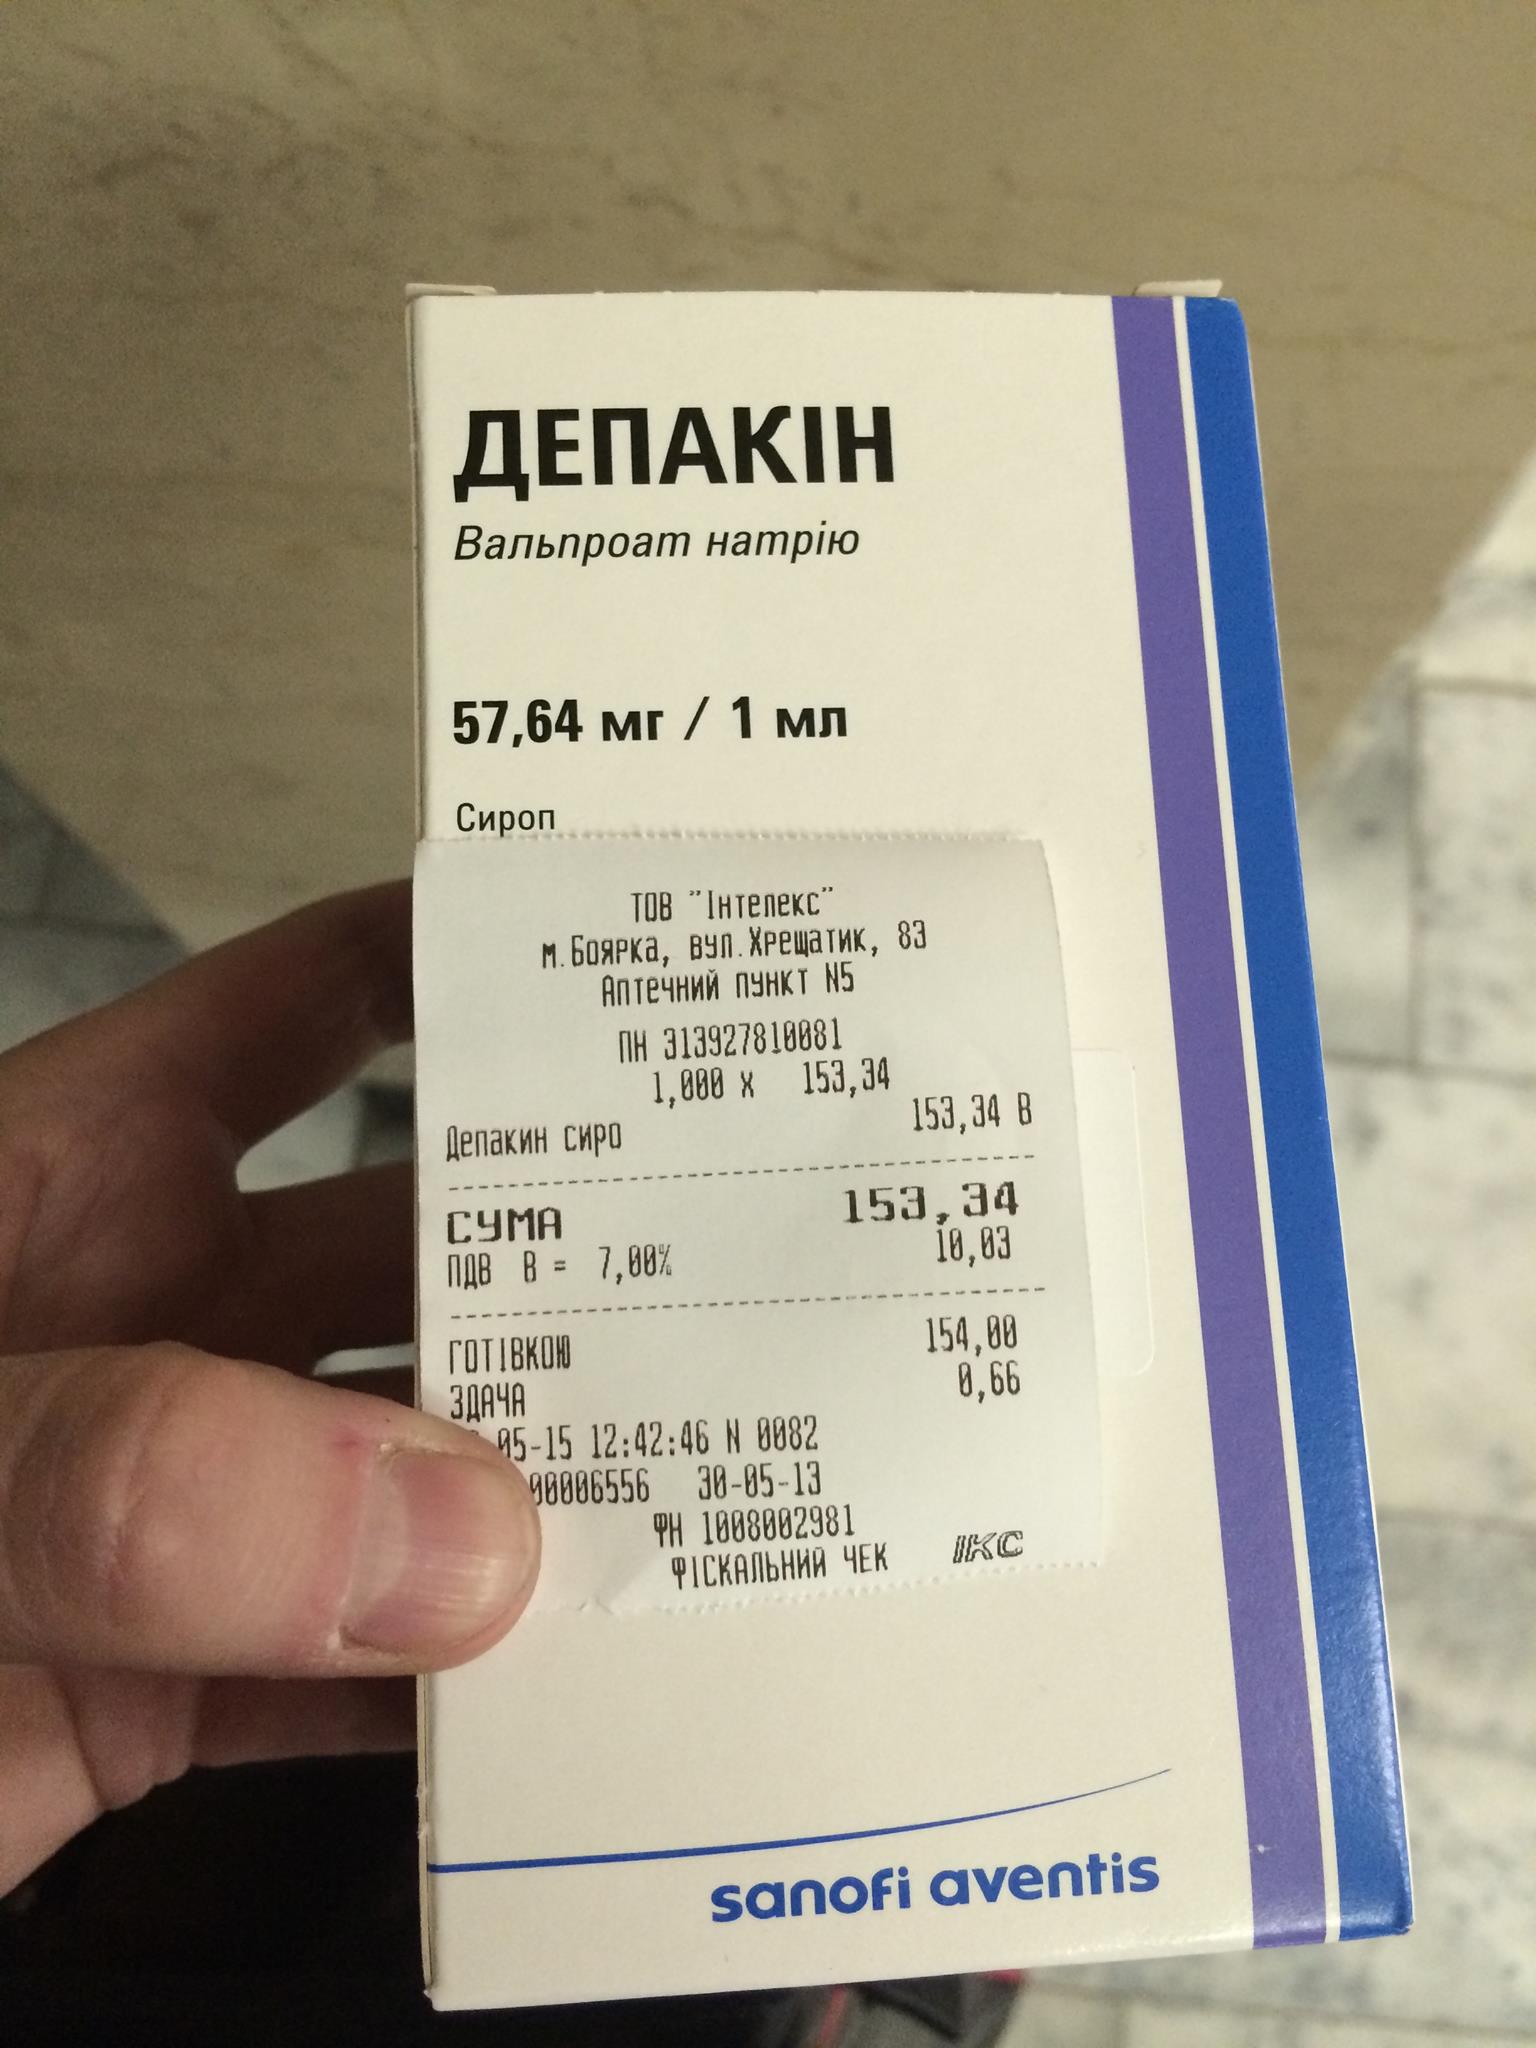 ДЕПАКІН
Вальпроат натрію
57,64 мг / 1 мл
Сироп
ТОВ "Інтелекс"
м.Боярка, вул.Хрещатик, 83
Аптечний пункт N5
ПН 313927810081
1,000 x 153,34
Депакин сиро 153,34 В
СУМА 153,34
ПДВ В = 7,00% 10,03
ГОТІВКОЮ 154,00
ЗДАЧА 0,66
05-15 12:42:46 N 0082
00006556 30-05-13
ФН 1008002981
ФІСКАЛЬНИЙ ЧЕК ІКС
sanofi aventis